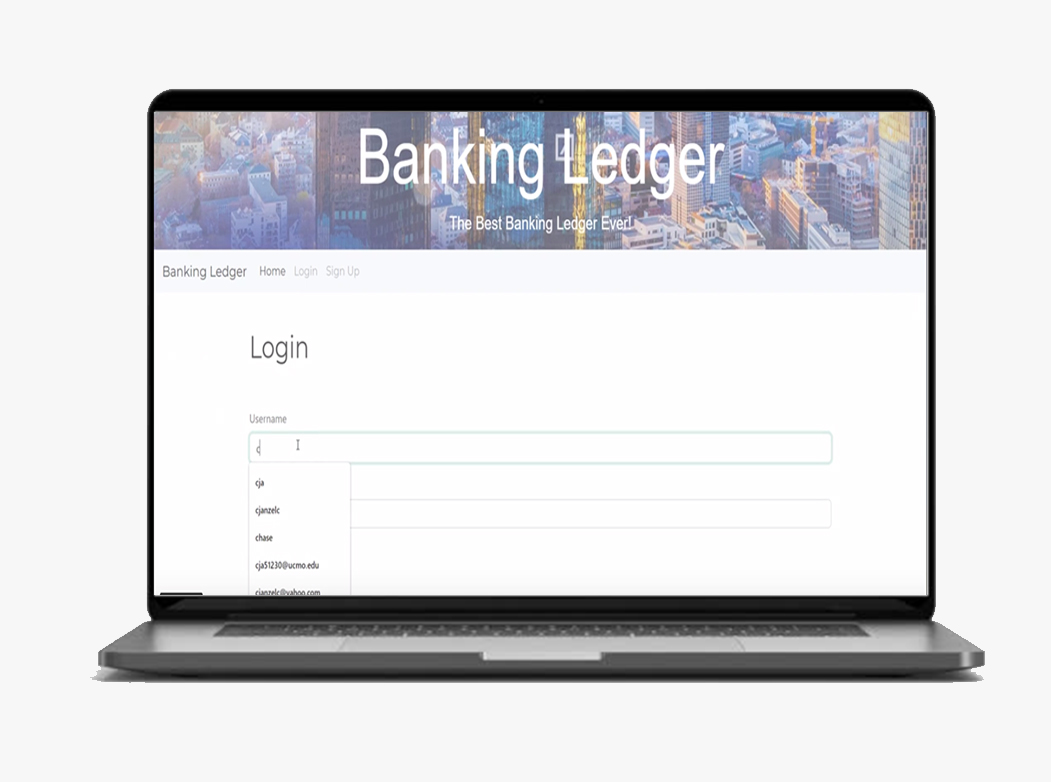 Banking Ledger
The Best Banking Ledger Ever!
Banking Ledger Home Login Sign Up
Login
Username
c
cja
cjanzelc
chase
cja51230@ucmo.edu
cjanzelc@yahoo.com